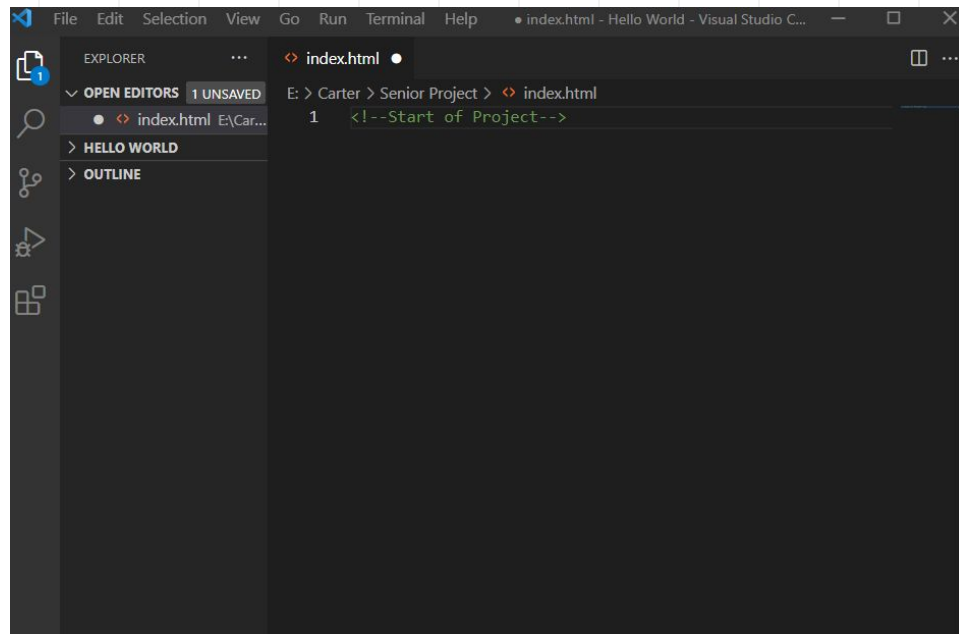 File Edit Selection View Go Run Terminal Help ● index.html - Hello World - Visual Studio C...
EXPLORER ...
index.html ●
1
OPEN EDITORS 1 UNSAVED
E: > Carter > Senior Project > index.html
● index.html E:\Car...
1 <!--Start of Project-->
> HELLO WORLD
> OUTLINE